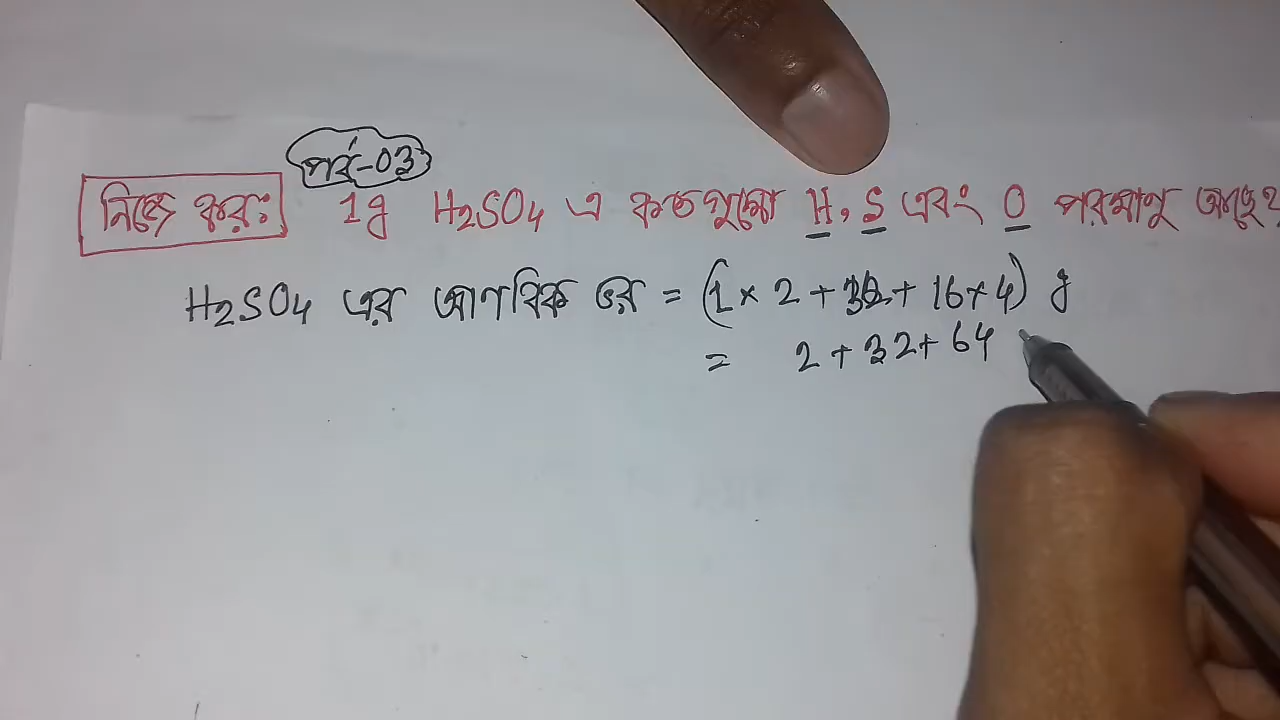 পর্ব-03
নিজে কর: 1g H₂SO₄ এ কতগুলো H, S এবং O পরমাণু আছে?
H₂SO₄ এর আণবিক ভর = (1 × 2 + 32 + 16 × 4) g
= 2 + 32 + 64